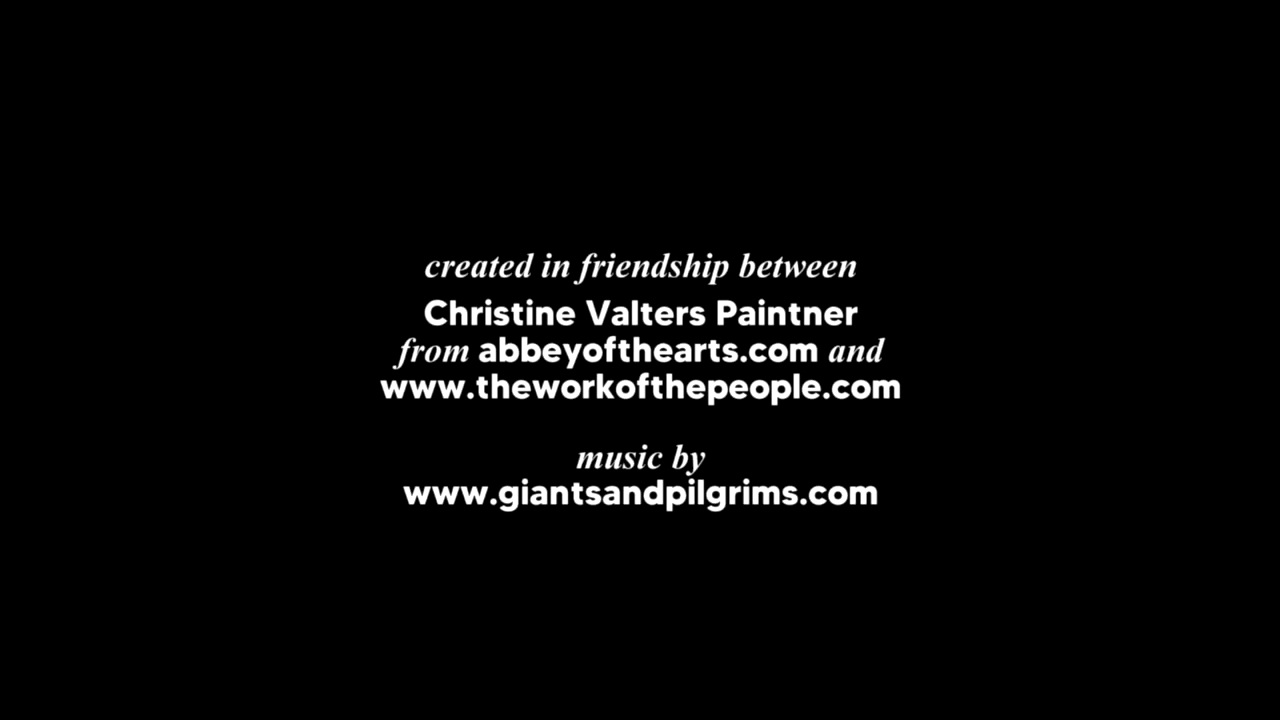 created in friendship between
Christine Valters Paintner
from abbeyofthearts.com and
www.theworkofthepeople.com
music by
www.giantsandpilgrims.com